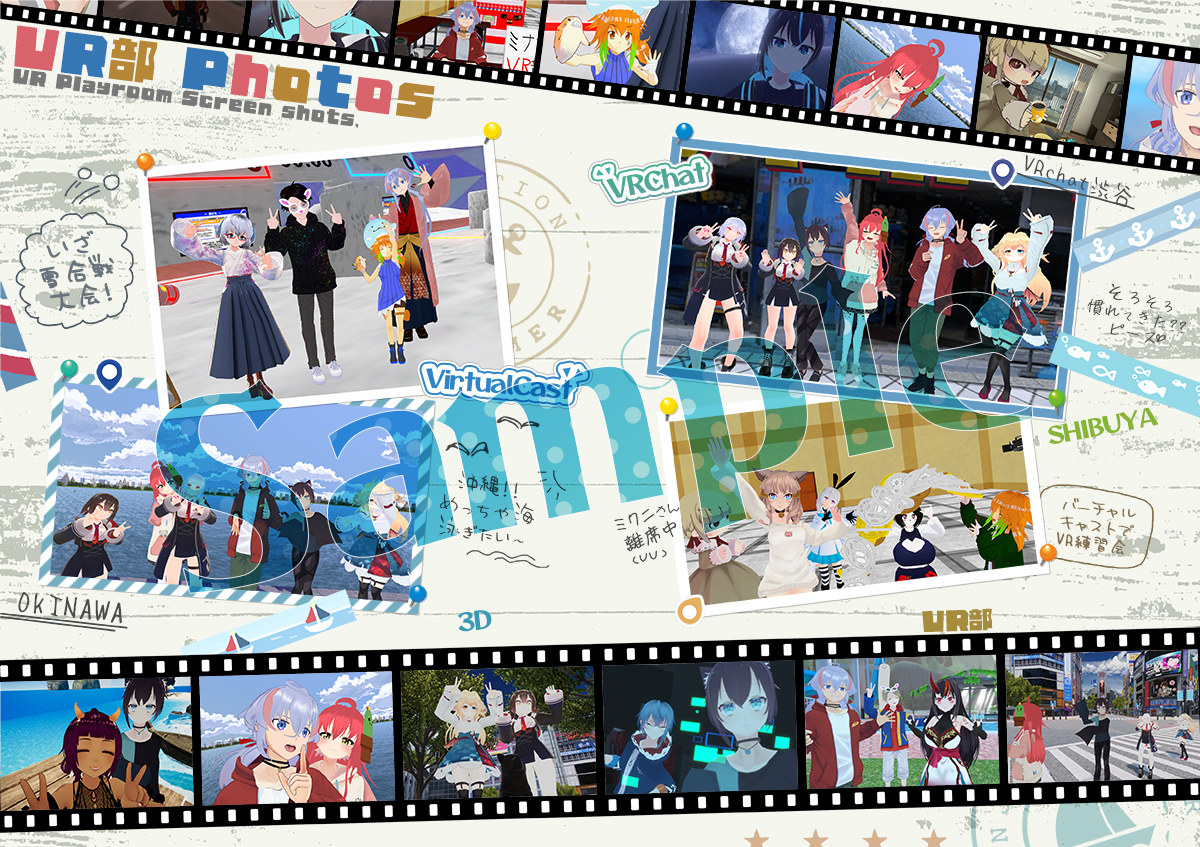 VR部 Photos
VR Playroom Screen Shots.
ミナ
VR
いざ
雪合戦
大会!
VRChat
VRchat渋谷
そろそろ
慣れてきた??
ピース♡
VirtualCast
Sample
SHIBUYA
沖縄!!
めっちゃ海
泳ぎたい~
ミクニさん
離席中
(UU)
バーチャル
キャストで
VR練習会
OKINAWA
3D
VR部